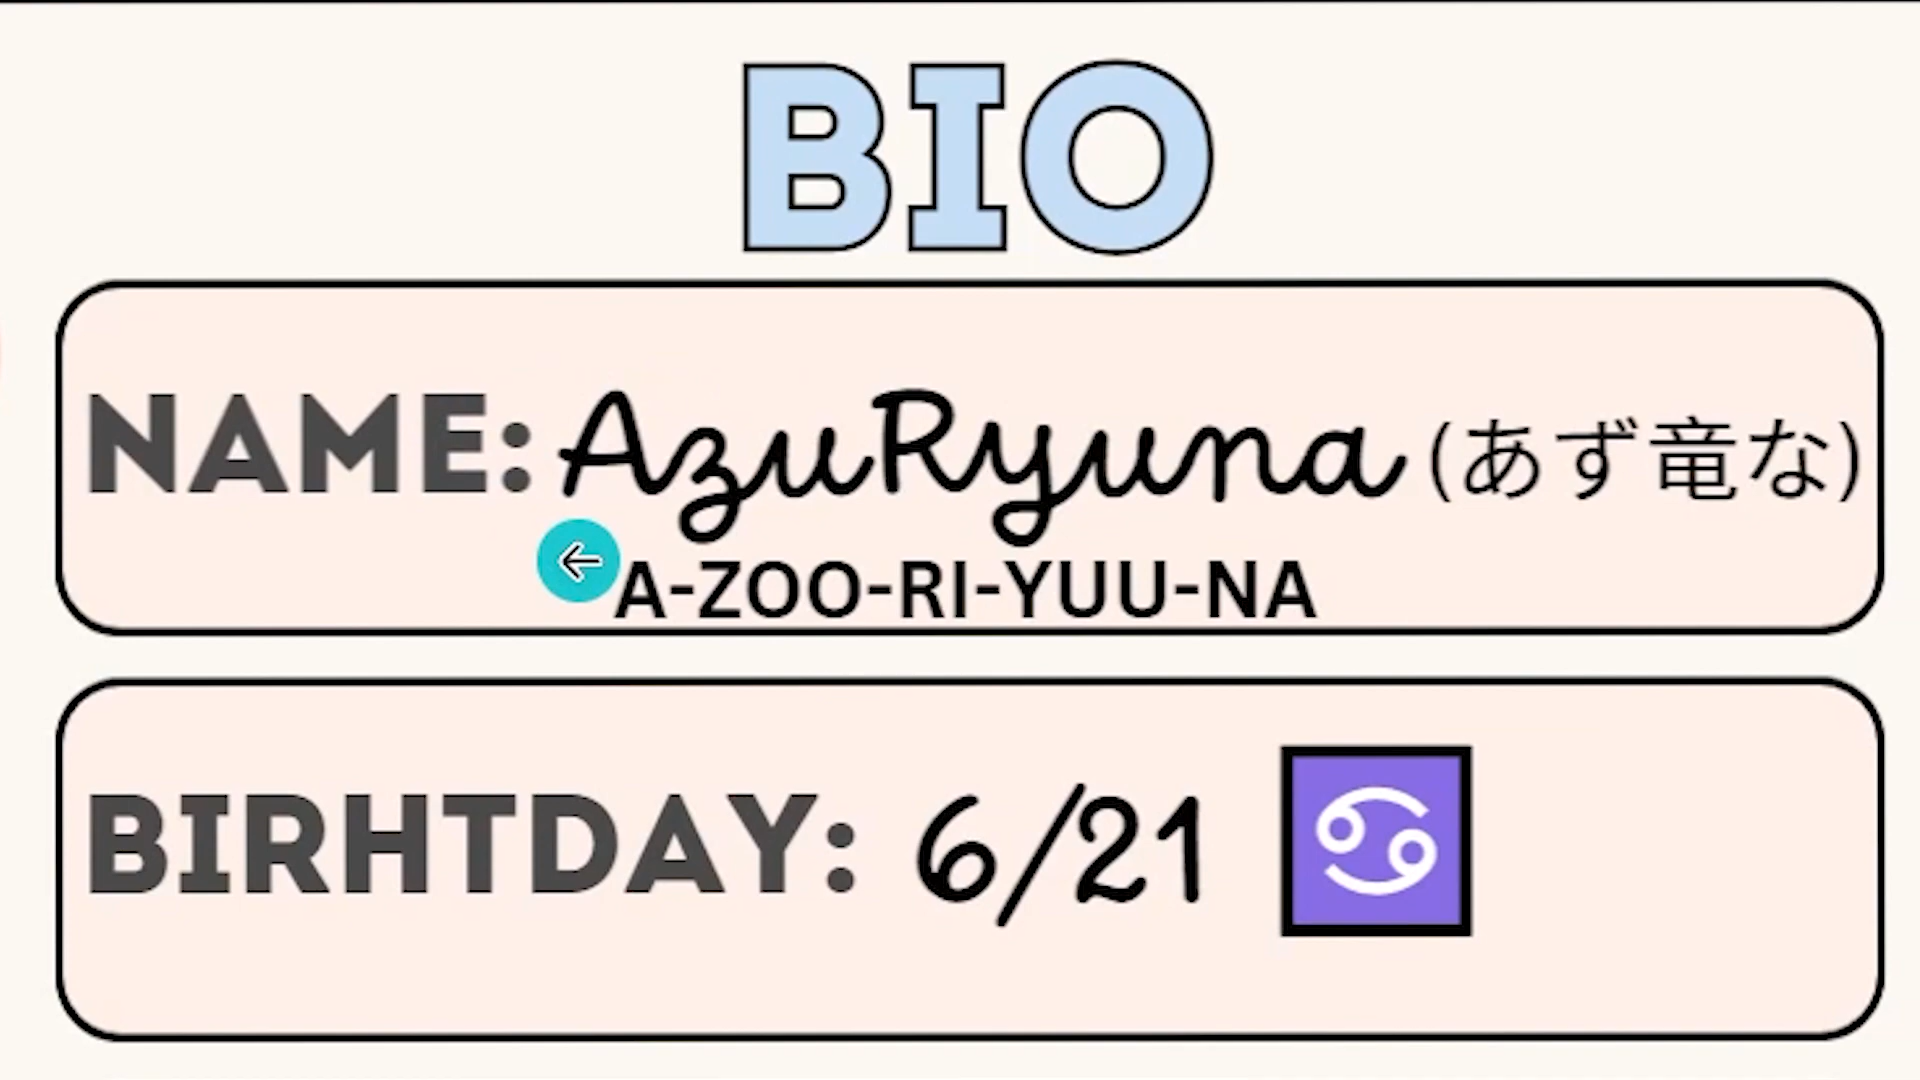 BIO
NAME: AzuRyuna (あず竜な)
A-ZOO-RI-YUU-NA
BIRHTDAY: 6/21 ♋